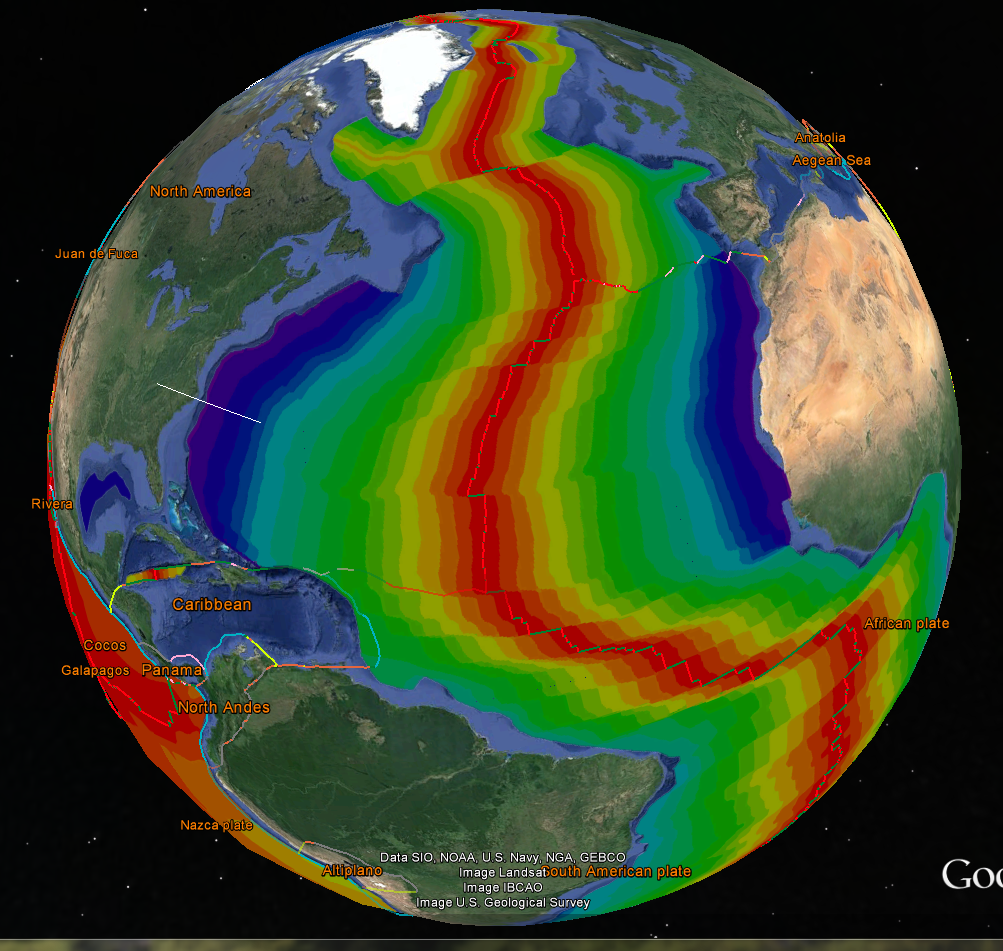 Anatolia
Aegean Sea
North America
Juan de Fuca
Rivera
Caribbean
African plate
Cocos
Galapagos
Panama
North Andes
Nazca plate
Data SIO, NOAA, U.S. Navy, NGA, GEBCO
Altiplano
Image Landsat
South American plate
Goo
Image IBCAO
Image U.S. Geological Survey